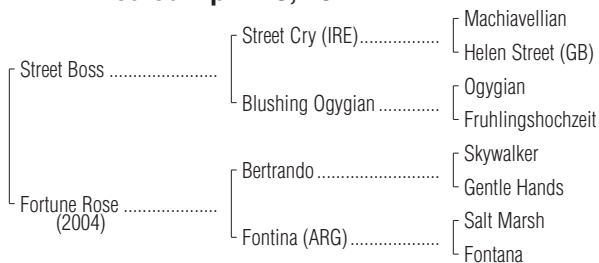 Machiavellian
Street Cry (IRE)
Helen Street (GB)
Street Boss
Ogygian
Blushing Ogygian
Fruhlingshochzeit
Skywalker
Bertrando
Gentle Hands
Fortune Rose
(2004)
Salt Marsh
Fontina (ARG)
Fontana